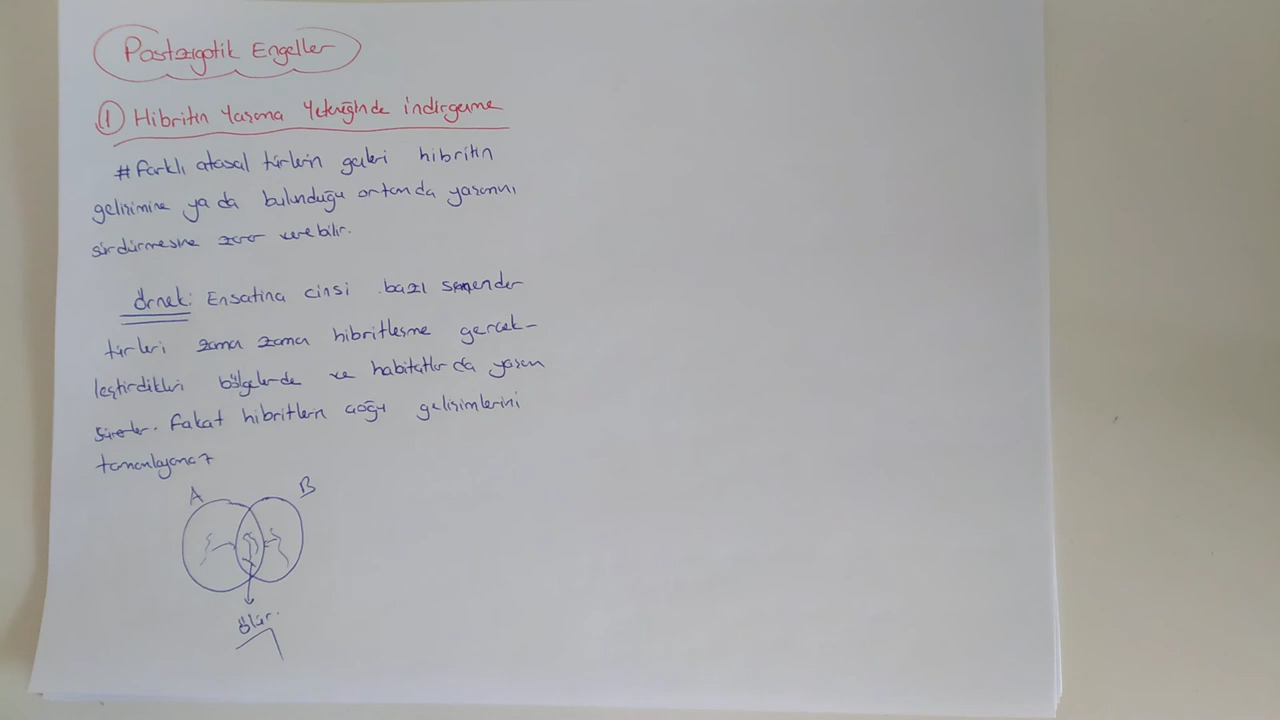 Postzigotik Engeller
1 Hibritin Yaşama Yeteneğinde İndirgenme
# Farklı atasal türlerin genleri hibritin
gelişimine ya da bulunduğu ortamda yaşamını
sürdürmesine zarar verebilir.
Örnek: Ensatina cinsi bazı semender
türleri zaman zaman hibritleşme gerçek-
leştirdikleri bölgelerde ve habitatlarda yaşam
sürerler. Fakat hibritlerin çoğu gelişimlerini
tamamlayamaz
A B
ölür.